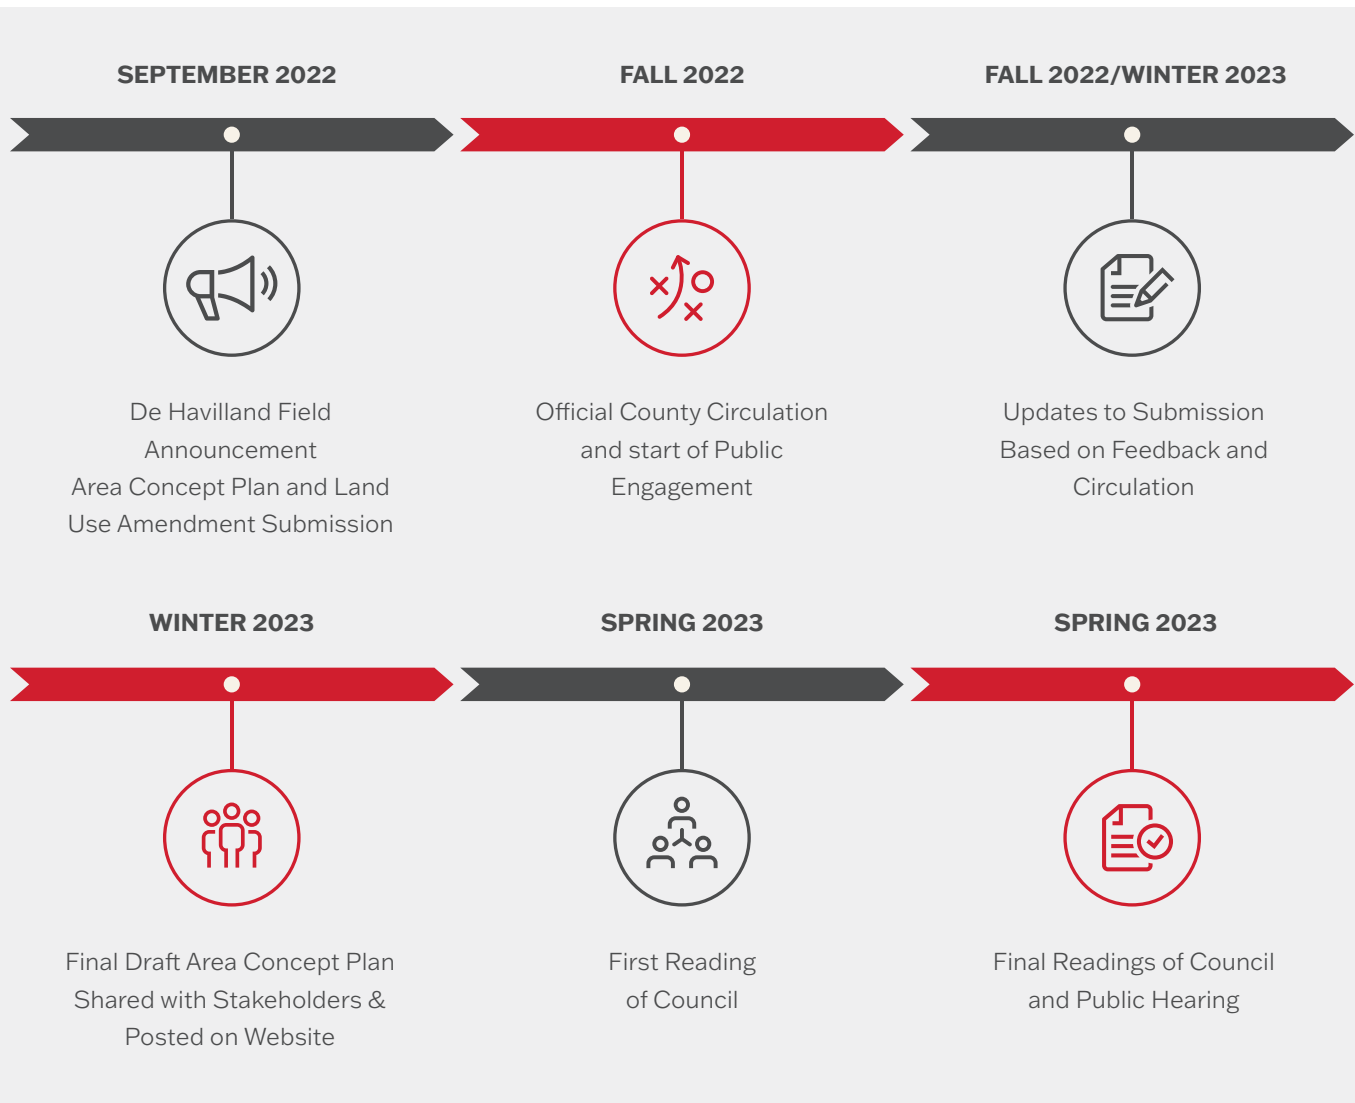 SEPTEMBER 2022
De Havilland Field
Announcement
Area Concept Plan and Land
Use Amendment Submission
FALL 2022
Official County Circulation
and start of Public
Engagement
FALL 2022/WINTER 2023
Updates to Submission
Based on Feedback and
Circulation
WINTER 2023
Final Draft Area Concept Plan
Shared with Stakeholders &
Posted on Website
SPRING 2023
First Reading
of Council
SPRING 2023
Final Readings of Council
and Public Hearing